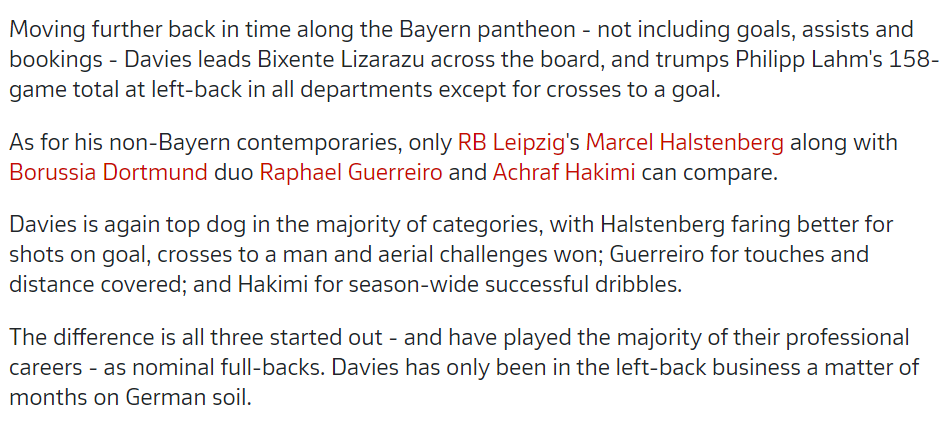 Moving further back in time along the Bayern pantheon - not including goals, assists and
bookings - Davies leads Bixente Lizarazu across the board, and trumps Philipp Lahm's 158-
game total at left-back in all departments except for crosses to a goal.
As for his non-Bayern contemporaries, only RB Leipzig's Marcel Halstenberg along with
Borussia Dortmund duo Raphael Guerreiro and Achraf Hakimi can compare.
Davies is again top dog in the majority of categories, with Halstenberg faring better for
shots on goal, crosses to a man and aerial challenges won; Guerreiro for touches and
distance covered; and Hakimi for season-wide successful dribbles.
The difference is all three started out - and have played the majority of their professional
careers - as nominal full-backs. Davies has only been in the left-back business a matter of
months on German soil.